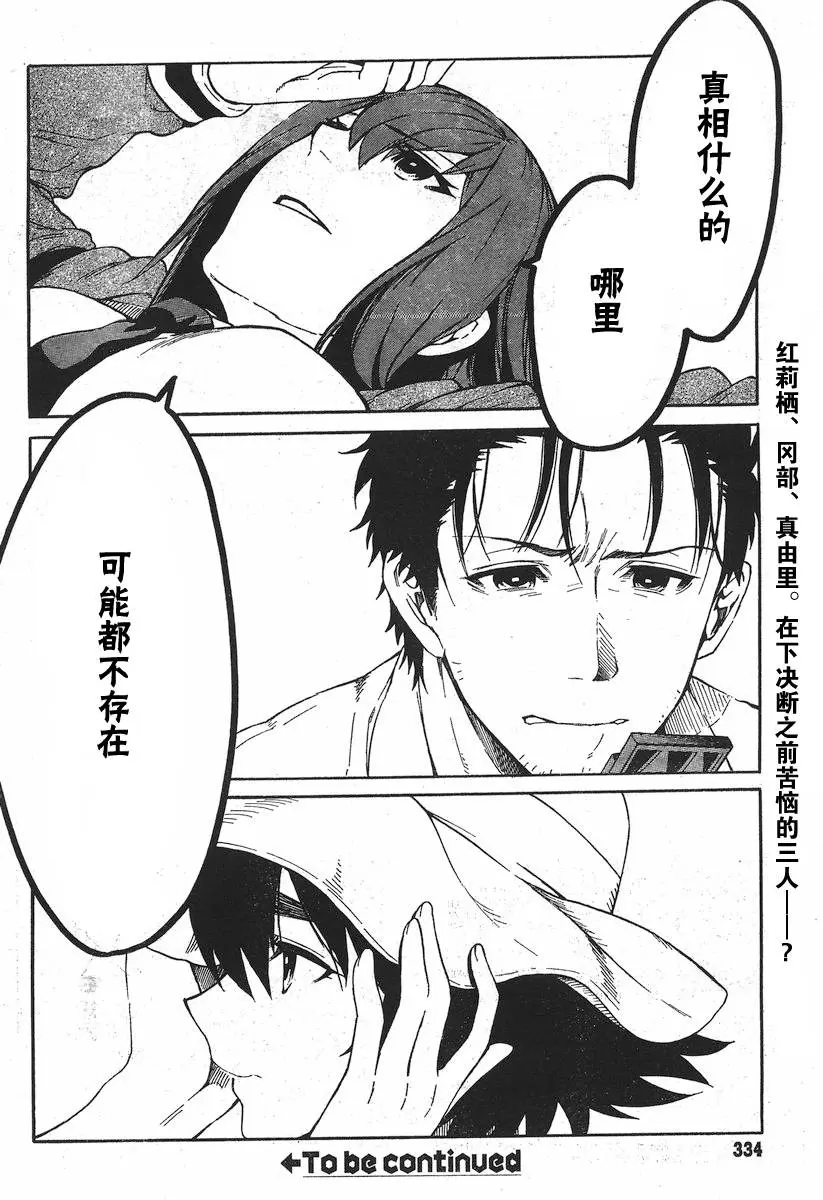 真相什么的
哪里
可能都不存在
红莉栖、冈部、真由里。在下决断之前苦恼的三人——?
334
←To be continued